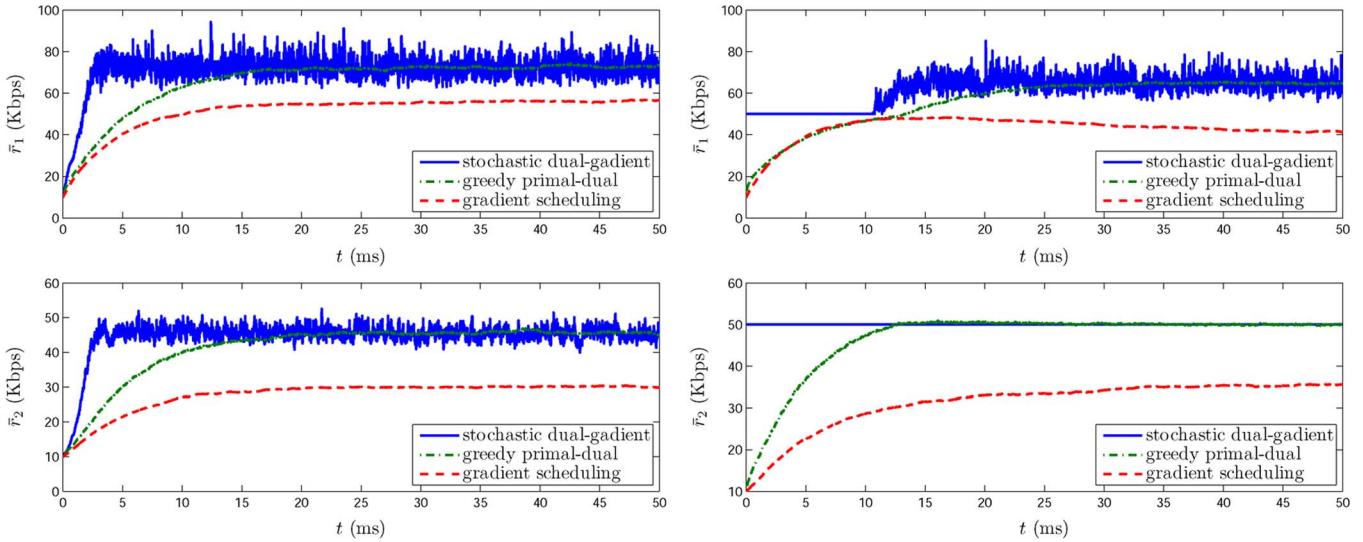 100
80
60
40
20
0
r̄₁ (Kbps)
stochastic dual-gadient
greedy primal-dual
gradient scheduling
0 5 10 15 20 25 30 35 40 45 50
t (ms)
100
80
60
40
20
0
r̄₁ (Kbps)
stochastic dual-gadient
greedy primal-dual
gradient scheduling
0 5 10 15 20 25 30 35 40 45 50
t (ms)
60
50
40
30
20
10
0
r̄₂ (Kbps)
stochastic dual-gadient
greedy primal-dual
gradient scheduling
0 5 10 15 20 25 30 35 40 45 50
t (ms)
60
50
40
30
20
10
r̄₂ (Kbps)
stochastic dual-gadient
greedy primal-dual
gradient scheduling
0 5 10 15 20 25 30 35 40 45 50
t (ms)